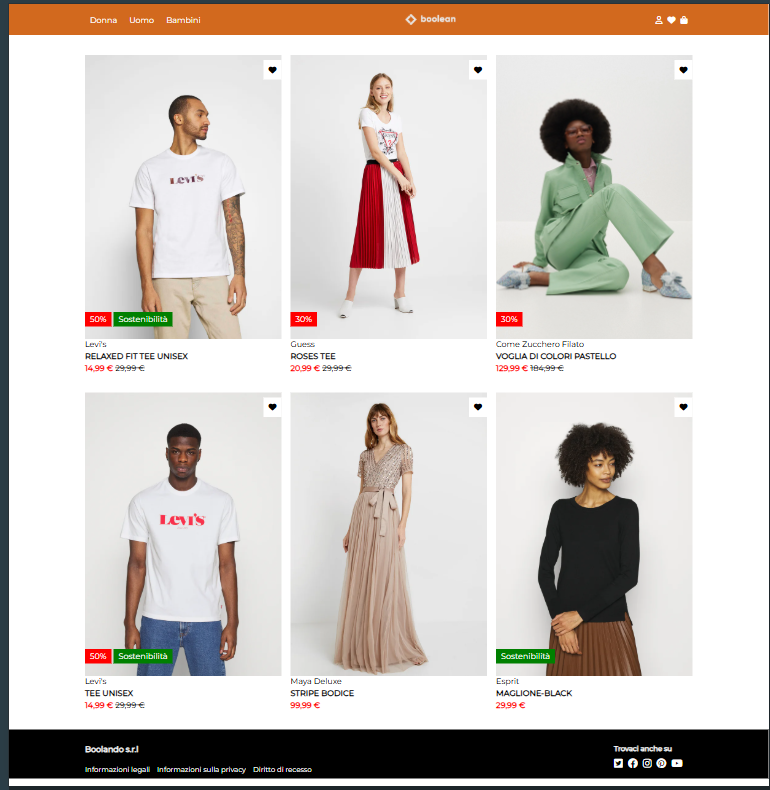 Donna Uomo Bambini boolean
Levi's
50% Sostenibilità
30%
30%
Levi's
RELAXED FIT TEE UNISEX
14,99 € 29,99 €
Guess
ROSES TEE
20,99 € 29,99 €
Come Zucchero Filato
VOGLIA DI COLORI PASTELLO
129,99 € 184,99 €
Levi's
50% Sostenibilità
Sostenibilità
Levi's
TEE UNISEX
14,99 € 29,99 €
Maya Deluxe
STRIPE BODICE
99,99 €
Esprit
MAGLIONE-BLACK
29,99 €
Boolando s.r.l
Informazioni legali Informazioni sulla privacy Diritto di recesso
Trovaci anche su